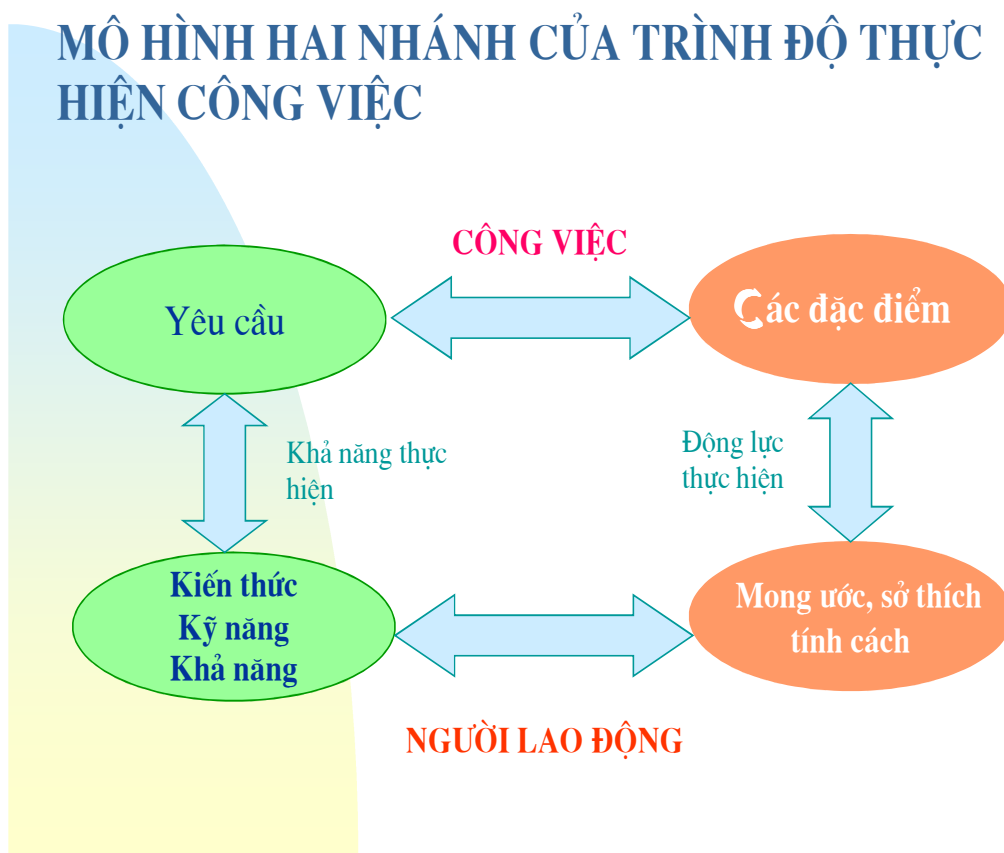 MÔ HÌNH HAI NHÁNH CỦA TRÌNH ĐỘ THỰC
HIỆN CÔNG VIỆC
CÔNG VIỆC
Yêu cầu
Các đặc điểm
Khả năng thực
hiện
Động lực
thực hiện
Kiến thức
Kỹ năng
Khả năng
Mong ước, sở thích
tính cách
NGƯỜI LAO ĐỘNG